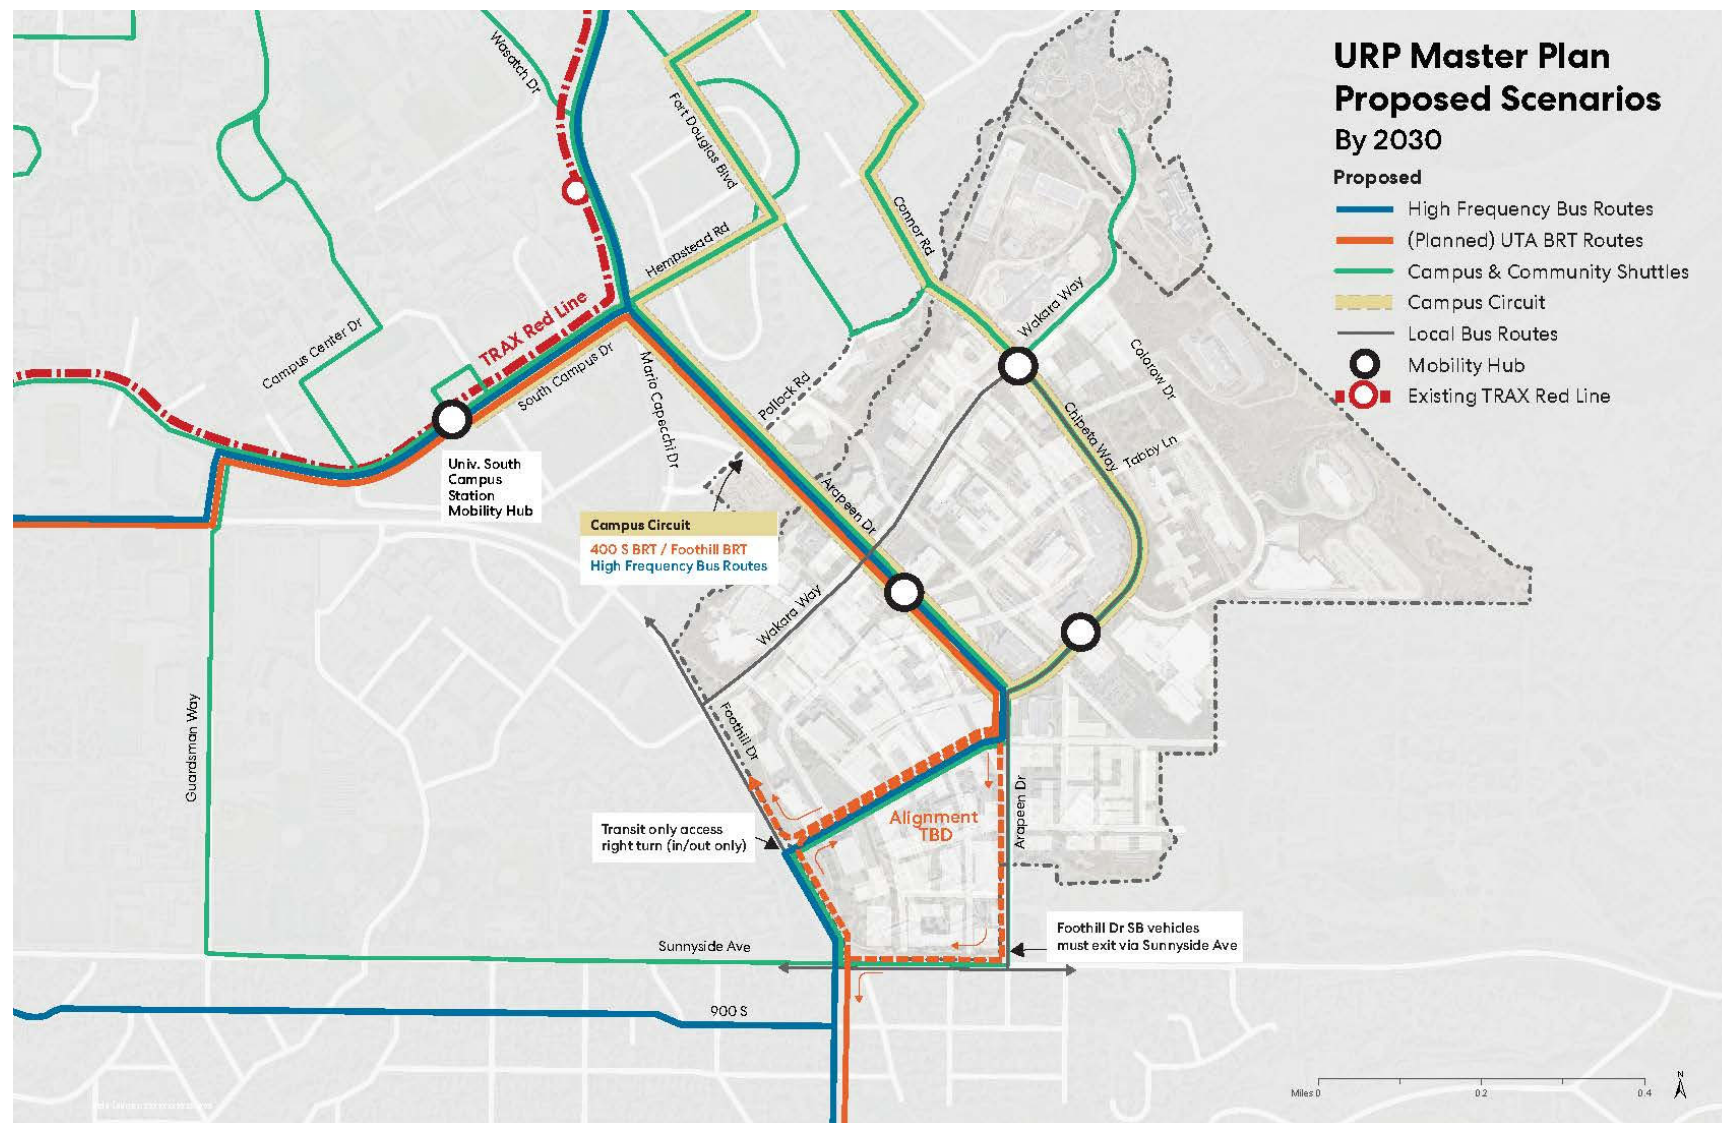 URP Master Plan
Proposed Scenarios
By 2030
Proposed
High Frequency Bus Routes
(Planned) UTA BRT Routes
Campus & Community Shuttles
Campus Circuit
Local Bus Routes
Mobility Hub
Existing TRAX Red Line
Wasatch Dr
Fort Douglas Blvd
Connor Rd
Hempstead Rd
Wakara Way
TRAX Red Line
Campus Center Dr
South Campus Dr
Mario Capecchi Dr
Pollock Rd
Colorow Dr
Chipeta Way
Tabby Ln
Univ. South
Campus
Station
Mobility Hub
Arapeen Dr
Campus Circuit
400 S BRT / Foothill BRT
High Frequency Bus Routes
Wakara Way
Guardsman Way
Foothill Dr
Alignment
TBD
Arapeen Dr
Transit only access
right turn (in/out only)
Foothill Dr SB vehicles
must exit via Sunnyside Ave
Sunnyside Ave
900 S
Miles 0
0.2
0.4
N